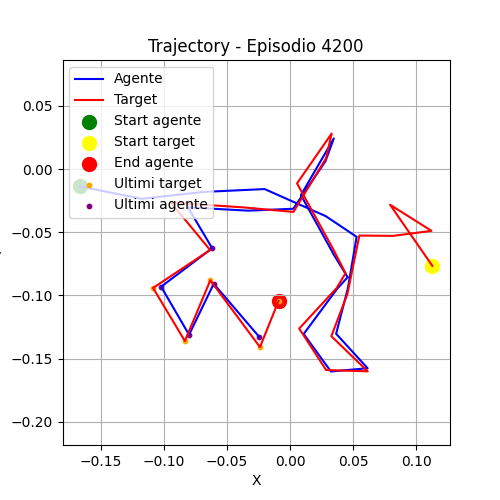 Trajectory - Episodio 4200
Agente
Target
Start agente
Start target
End agente
Ultimi target
Ultimi agente
0.05
0.00
−0.05
−0.10
−0.15
−0.20
−0.15
−0.10
−0.05
0.00
0.05
0.10
X